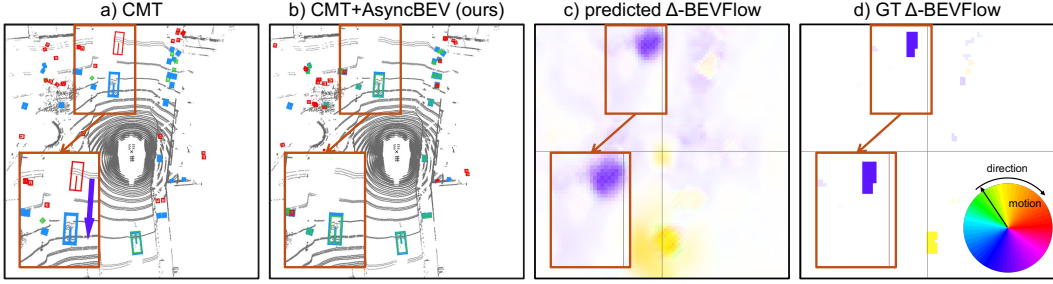 a) CMT
b) CMT+AsyncBEV (ours)
c) predicted Δ-BEVFlow
d) GT Δ-BEVFlow
direction
motion